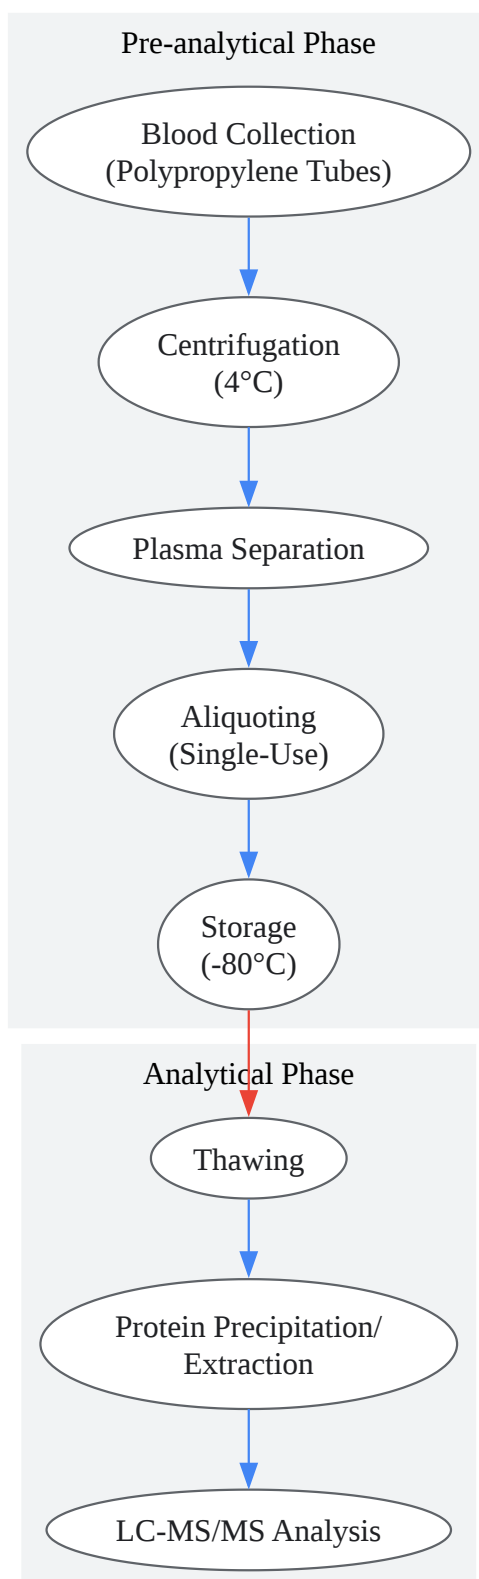 Pre-analytical Phase
Blood Collection
(Polypropylene Tubes)
Centrifugation
(4°C)
Plasma Separation
Aliquoting
(Single-Use)
Storage
(-80°C)
Analytical Phase
Thawing
Protein Precipitation/
Extraction
LC-MS/MS Analysis